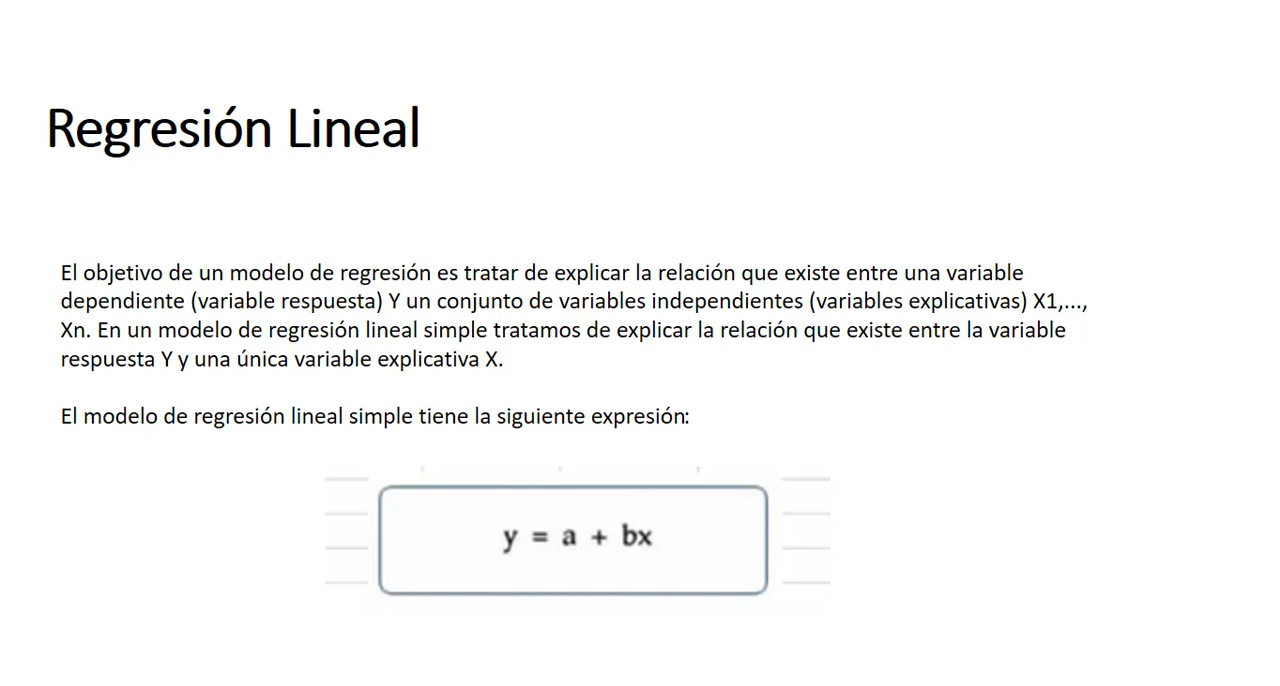 Regresión Lineal
El objetivo de un modelo de regresión es tratar de explicar la relación que existe entre una variable
dependiente (variable respuesta) Y un conjunto de variables independientes (variables explicativas) X1,...,
Xn. En un modelo de regresión lineal simple tratamos de explicar la relación que existe entre la variable
respuesta Y y una única variable explicativa X.
El modelo de regresión lineal simple tiene la siguiente expresión:
y = a + bx